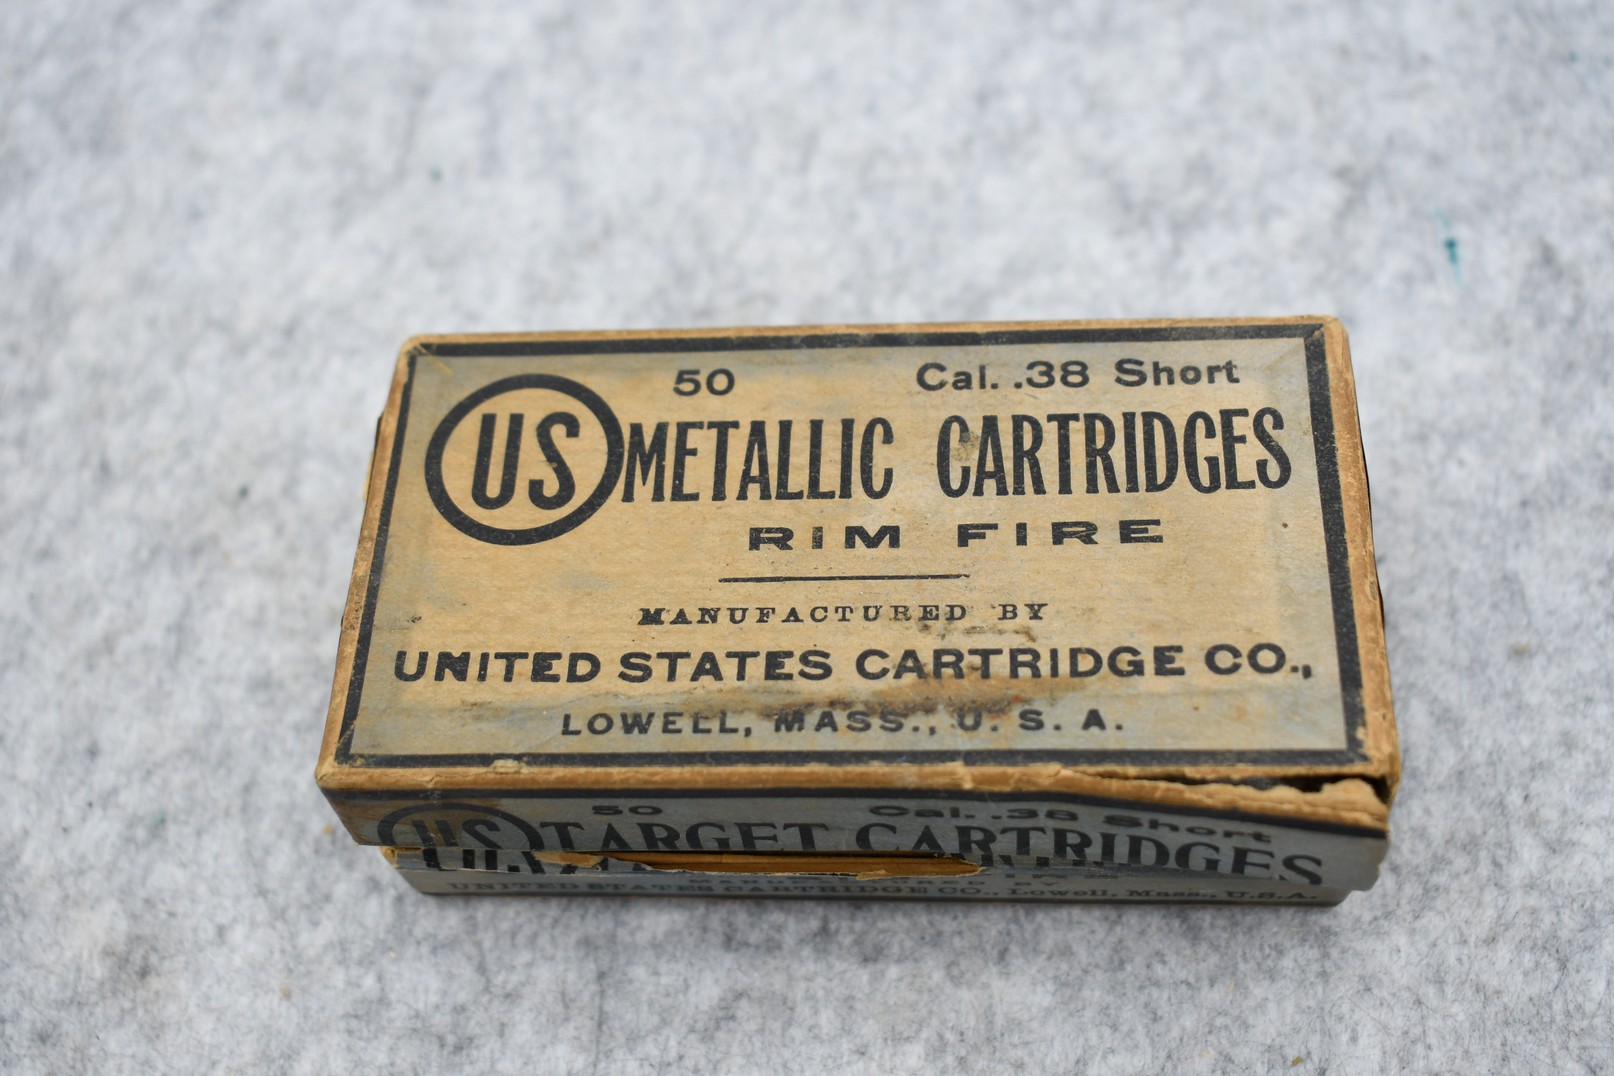 50 Cal. .38 Short
US METALLIC CARTRIDGES
RIM FIRE
MANUFACTURED BY
UNITED STATES CARTRIDGE CO.,
LOWELL, MASS., U. S. A.
50 Cal. .38 Short
US TARGET CARTRIDGES
UNITED STATES CARTRIDGE CO., Lowell, Mass., U.S.A.